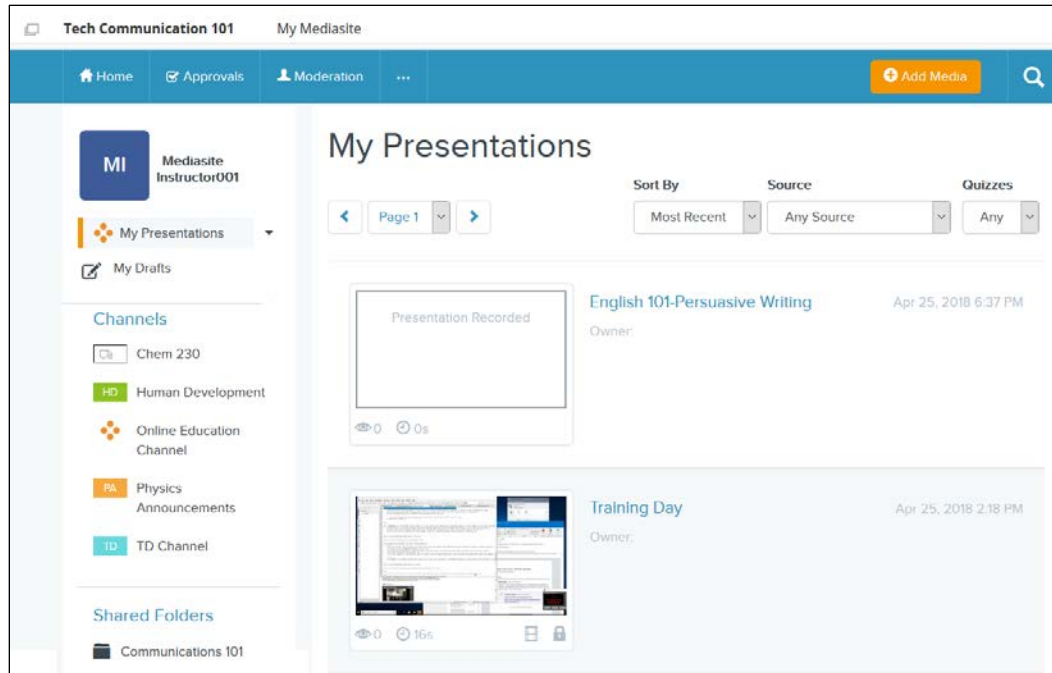 Tech Communication 101 My Mediasite
Home Approvals Moderation ... Add Media
MI
Mediasite
Instructor001
My Presentations
My Drafts
Channels
Chem 230
HD Human Development
Online Education
Channel
PA Physics
Announcements
TD TD Channel
Shared Folders
Communications 101
My Presentations
Sort By Source Quizzes
Page 1 Most Recent Any Source Any
Presentation Recorded
English 101-Persuasive Writing Apr 25, 2018 6:37 PM
Owner:
0 0s
Training Day Apr 25, 2018 2:18 PM
Owner:
0 16s